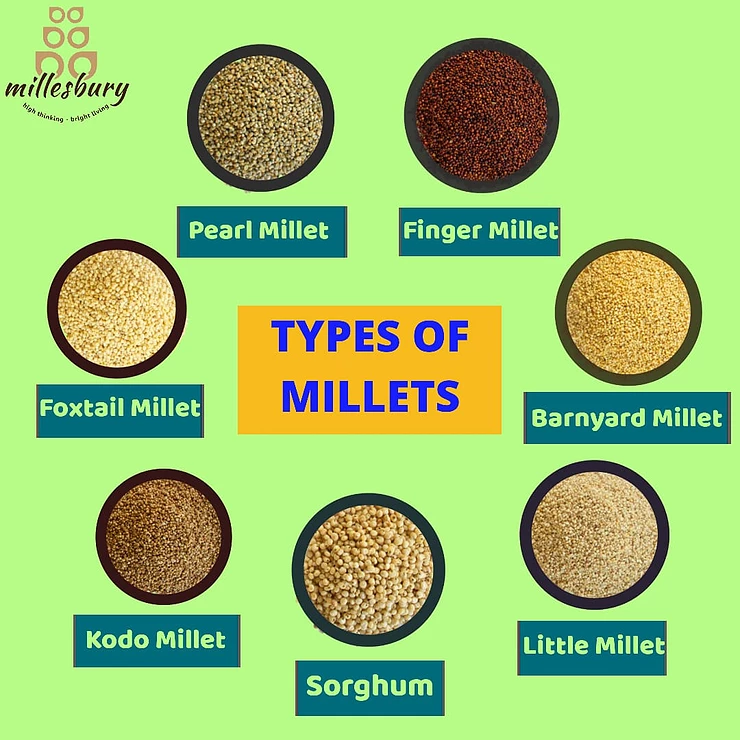 millesbury
high thinking - bright living
Pearl Millet
Finger Millet
Foxtail Millet
TYPES OF
MILLETS
Barnyard Millet
Kodo Millet
Sorghum
Little Millet